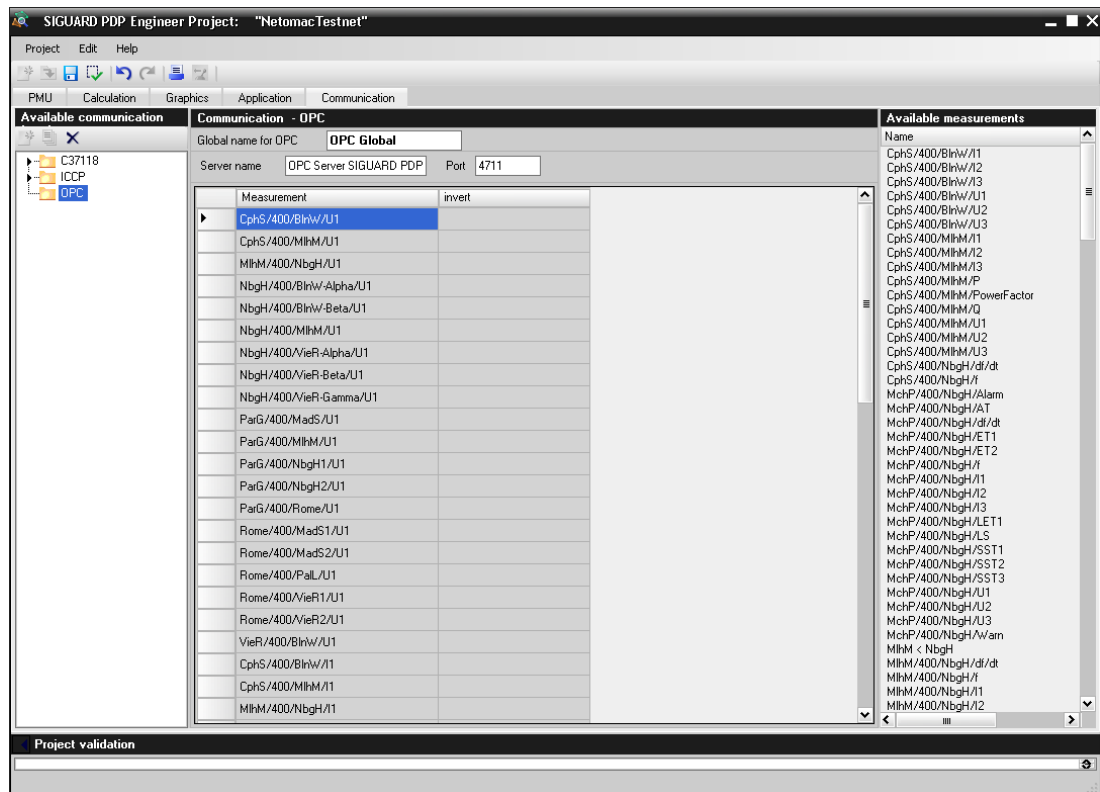 SIGUARD PDP Engineer Project: "NetomacTestnet"
Project Edit Help
PMU Calculation Graphics Application Communication
Available communication
C37118
ICCP
OPC
Communication - OPC
Global name for OPC OPC Global
Server name OPC Server SIGUARD PDP Port 4711
Measurement invert
CphS/400/BlnW/U1
CphS/400/MlhM/U1
MlhM/400/NbgH/U1
NbgH/400/BlnW-Alpha/U1
NbgH/400/BlnW-Beta/U1
NbgH/400/MlhM/U1
NbgH/400/VieR-Alpha/U1
NbgH/400/VieR-Beta/U1
NbgH/400/VieR-Gamma/U1
ParG/400/MadS/U1
ParG/400/MlhM/U1
ParG/400/NbgH1/U1
ParG/400/NbgH2/U1
ParG/400/Rome/U1
Rome/400/MadS1/U1
Rome/400/MadS2/U1
Rome/400/PalL/U1
Rome/400/VieR1/U1
Rome/400/VieR2/U1
VieR/400/BlnW/U1
CphS/400/BlnW/I1
CphS/400/MlhM/I1
MlhM/400/NbgH/I1
Available measurements
Name
CphS/400/BlnW/I1
CphS/400/BlnW/I2
CphS/400/BlnW/I3
CphS/400/BlnW/U1
CphS/400/BlnW/U2
CphS/400/BlnW/U3
CphS/400/MlhM/I1
CphS/400/MlhM/I2
CphS/400/MlhM/I3
CphS/400/MlhM/P
CphS/400/MlhM/PowerFactor
CphS/400/MlhM/Q
CphS/400/MlhM/U1
CphS/400/MlhM/U2
CphS/400/MlhM/U3
CphS/400/NbgH/df/dt
CphS/400/NbgH/f
MchP/400/NbgH/Alarm
MchP/400/NbgH/AT
MchP/400/NbgH/df/dt
MchP/400/NbgH/ET1
MchP/400/NbgH/ET2
MchP/400/NbgH/f
MchP/400/NbgH/I1
MchP/400/NbgH/I2
MchP/400/NbgH/I3
MchP/400/NbgH/LET1
MchP/400/NbgH/LS
MchP/400/NbgH/SST1
MchP/400/NbgH/SST2
MchP/400/NbgH/SST3
MchP/400/NbgH/U1
MchP/400/NbgH/U2
MchP/400/NbgH/U3
MchP/400/NbgH/Warn
MlhM < NbgH
MlhM/400/NbgH/df/dt
MlhM/400/NbgH/f
MlhM/400/NbgH/I1
MlhM/400/NbgH/I2
Project validation